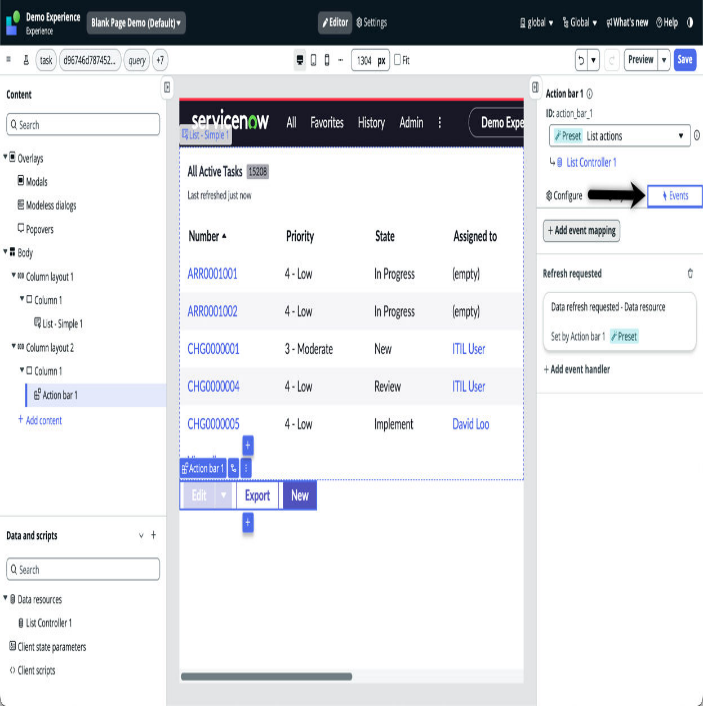 Demo Experience
Experience
Blank Page Demo (Default)
Editor
Settings
global
Global
What's new
Help
task
d96746d787452...
query
+7
1304 px
Fit
Preview
Save
Content
Search
Overlays
Modals
Modeless dialogs
Popovers
Body
Column layout 1
Column 1
List - Simple 1
Column layout 2
Column 1
Action bar 1
+ Add content
Data and scripts
Search
Data resources
List Controller 1
Client state parameters
Client scripts
servicenow
All
Favorites
History
Admin
Demo Expe
List - Simple 1
All Active Tasks 15208
Last refreshed just now
Number Priority State Assigned to
ARR0001001 4 - Low In Progress (empty)
ARR0001002 4 - Low In Progress (empty)
CHG0000001 3 - Moderate New ITIL User
CHG0000004 4 - Low Review ITIL User
CHG0000005 4 - Low Implement David Loo
Action bar 1
Edit
Export
New
Action bar 1
ID: action_bar_1
Preset List actions
List Controller 1
Configure
Events
+ Add event mapping
Refresh requested
Data refresh requested - Data resource
Set by Action bar 1 Preset
+ Add event handler